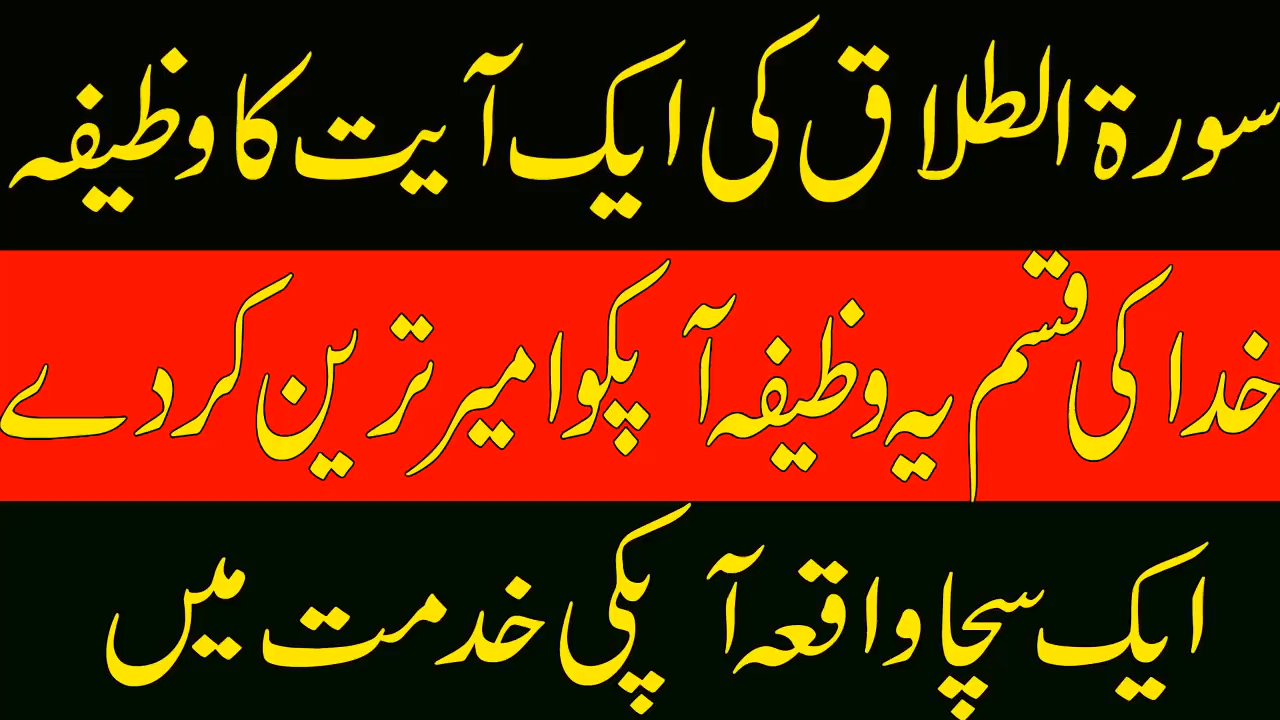 سورۃ الطلاق کی ایک آیت کا وظیفہ
خدا کی قسم یہ وظیفہ آپکو امیر ترین کر دے
ایک سچا واقعہ آپکی خدمت میں